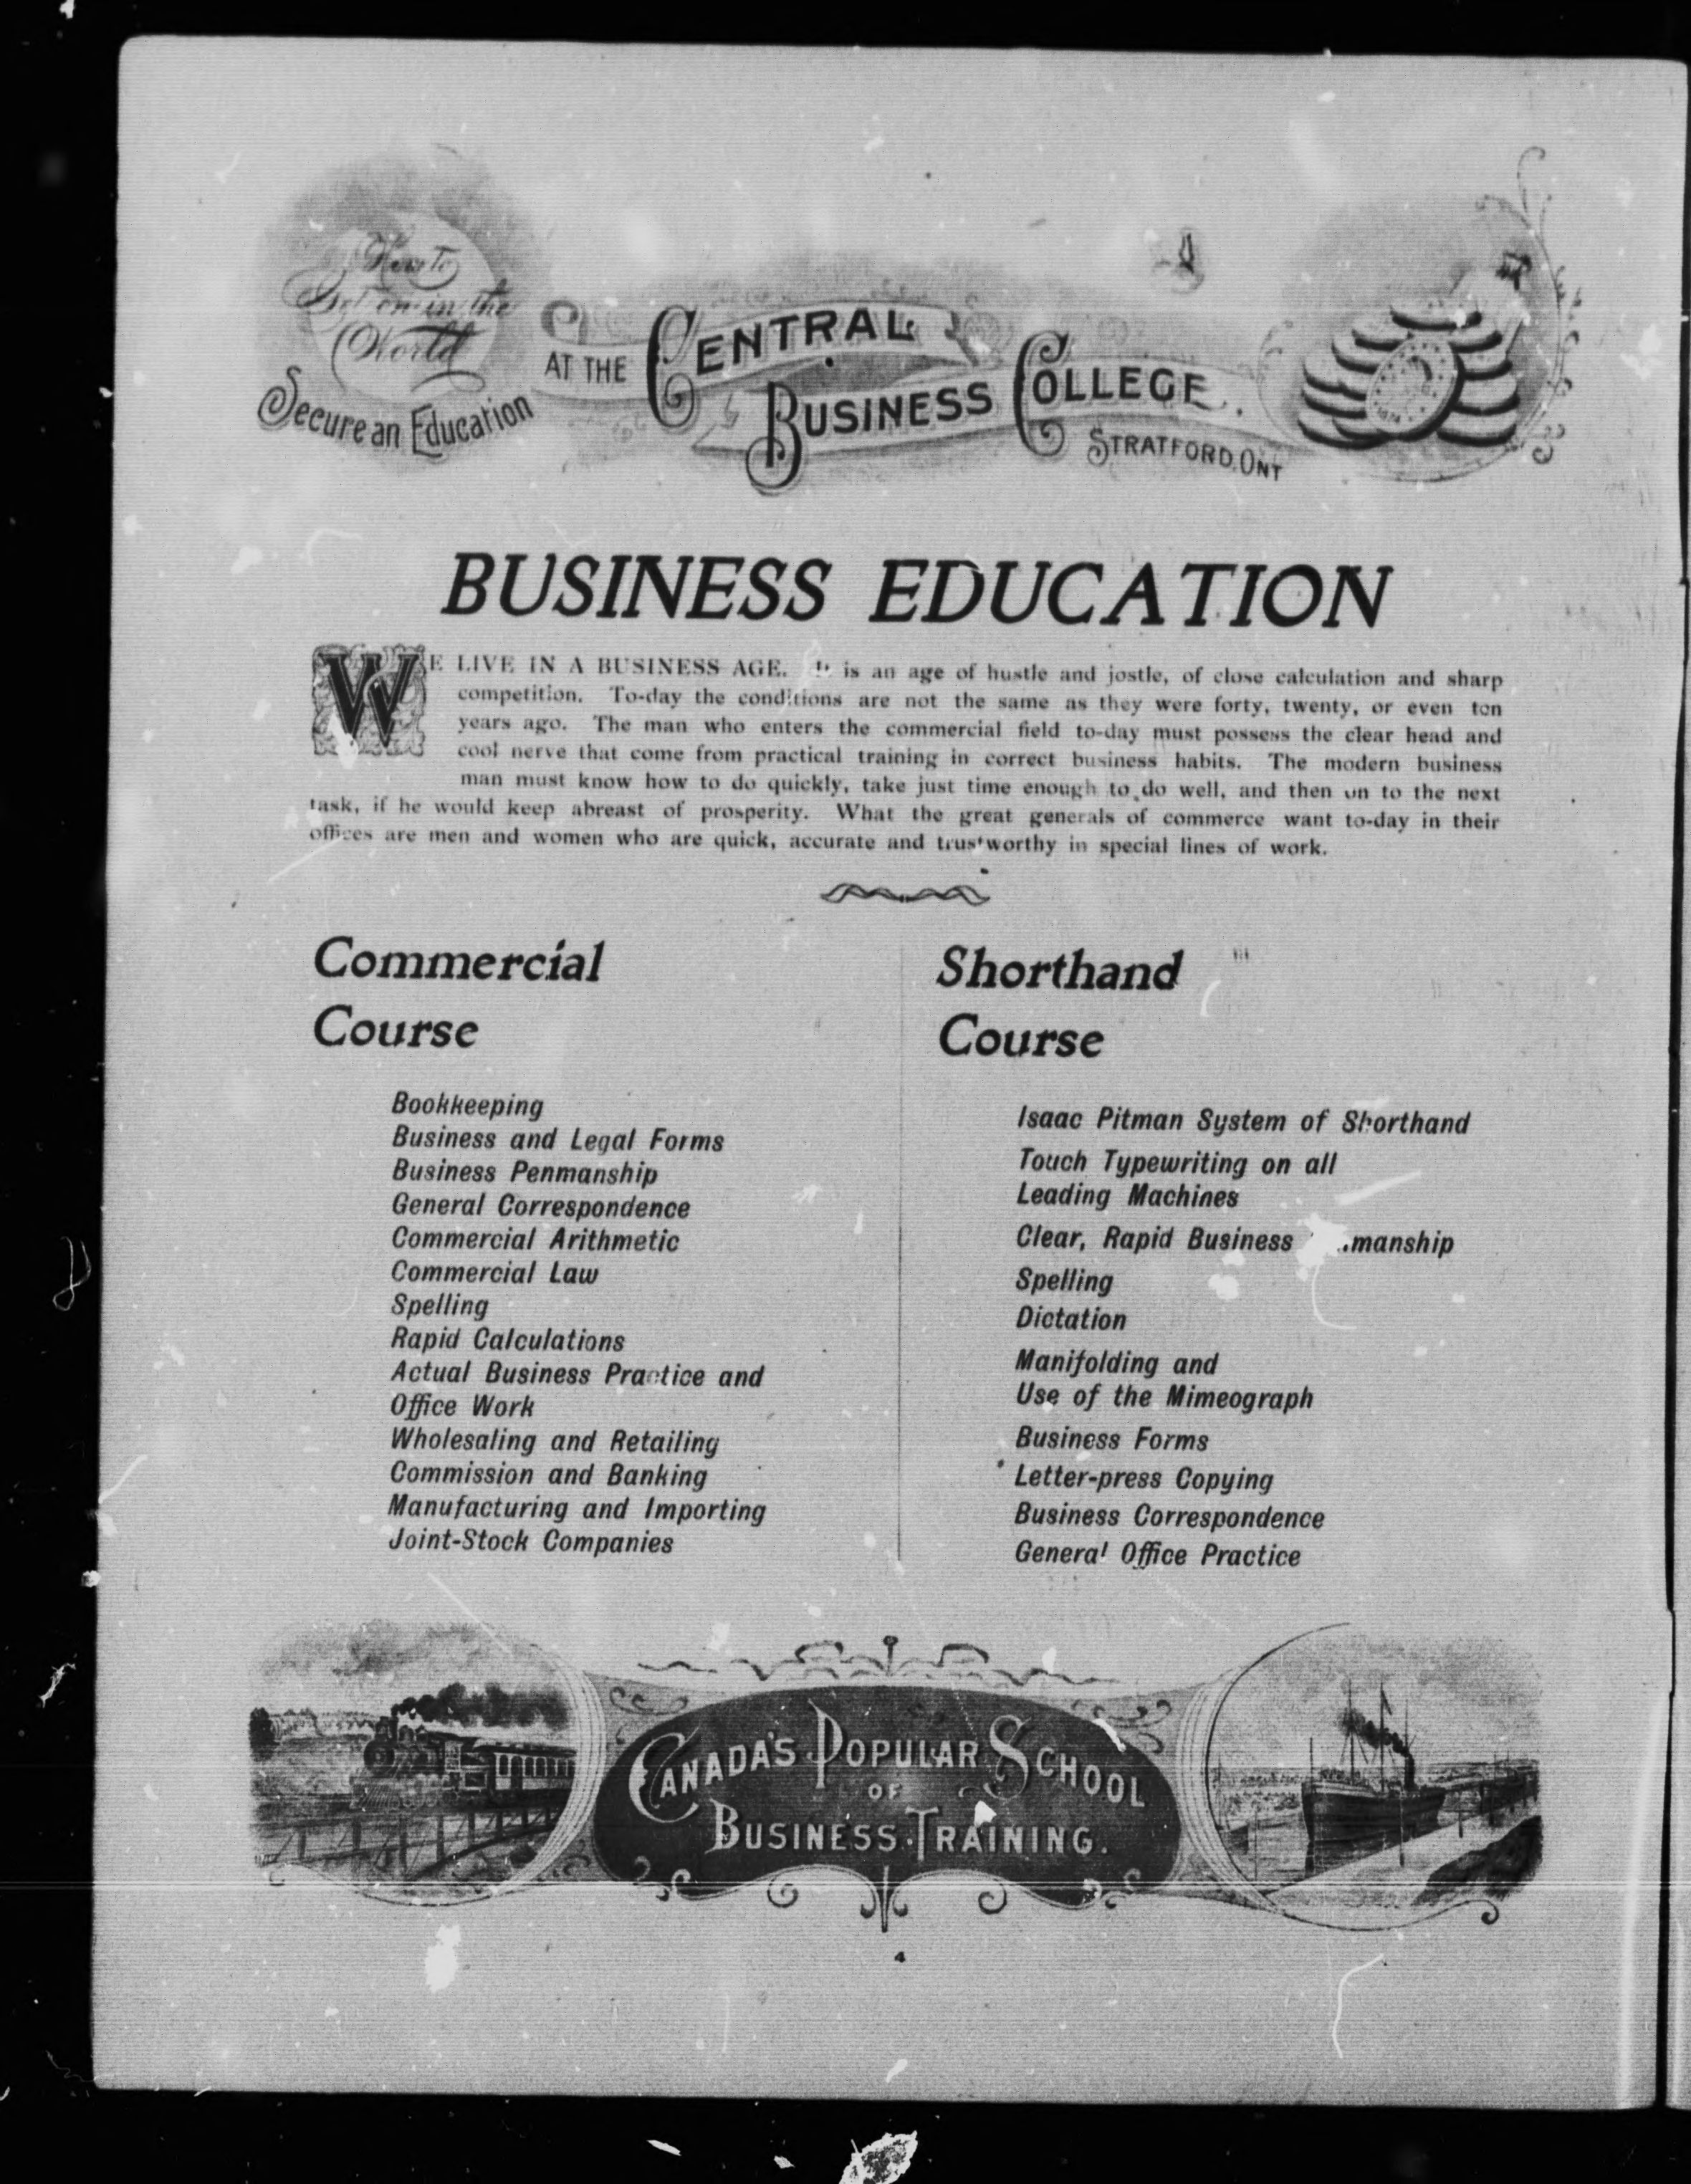 How to
Get on in the
World
Secure an Education
AT THE CENTRAL
BUSINESS COLLEGE.
STRATFORD, ONT
BUSINESS EDUCATION
WE LIVE IN A BUSINESS AGE. It is an age of hustle and jostle, of close calculation and sharp
competition. To-day the conditions are not the same as they were forty, twenty, or even ten
years ago. The man who enters the commercial field to-day must possess the clear head and
cool nerve that come from practical training in correct business habits. The modern business
man must know how to do quickly, take just time enough to do well, and then on to the next
task, if he would keep abreast of prosperity. What the great generals of commerce want to-day in their
offices are men and women who are quick, accurate and trustworthy in special lines of work.
Commercial
Course
Bookkeeping
Business and Legal Forms
Business Penmanship
General Correspondence
Commercial Arithmetic
Commercial Law
Spelling
Rapid Calculations
Actual Business Practice and
Office Work
Wholesaling and Retailing
Commission and Banking
Manufacturing and Importing
Joint-Stock Companies
Shorthand
Course
Isaac Pitman System of Shorthand
Touch Typewriting on all
Leading Machines
Clear, Rapid Business manship
Spelling
Dictation
Manifolding and
Use of the Mimeograph
Business Forms
Letter-press Copying
Business Correspondence
General Office Practice
CANADA'S POPULAR SCHOOL
OF
BUSINESS TRAINING.
4
8